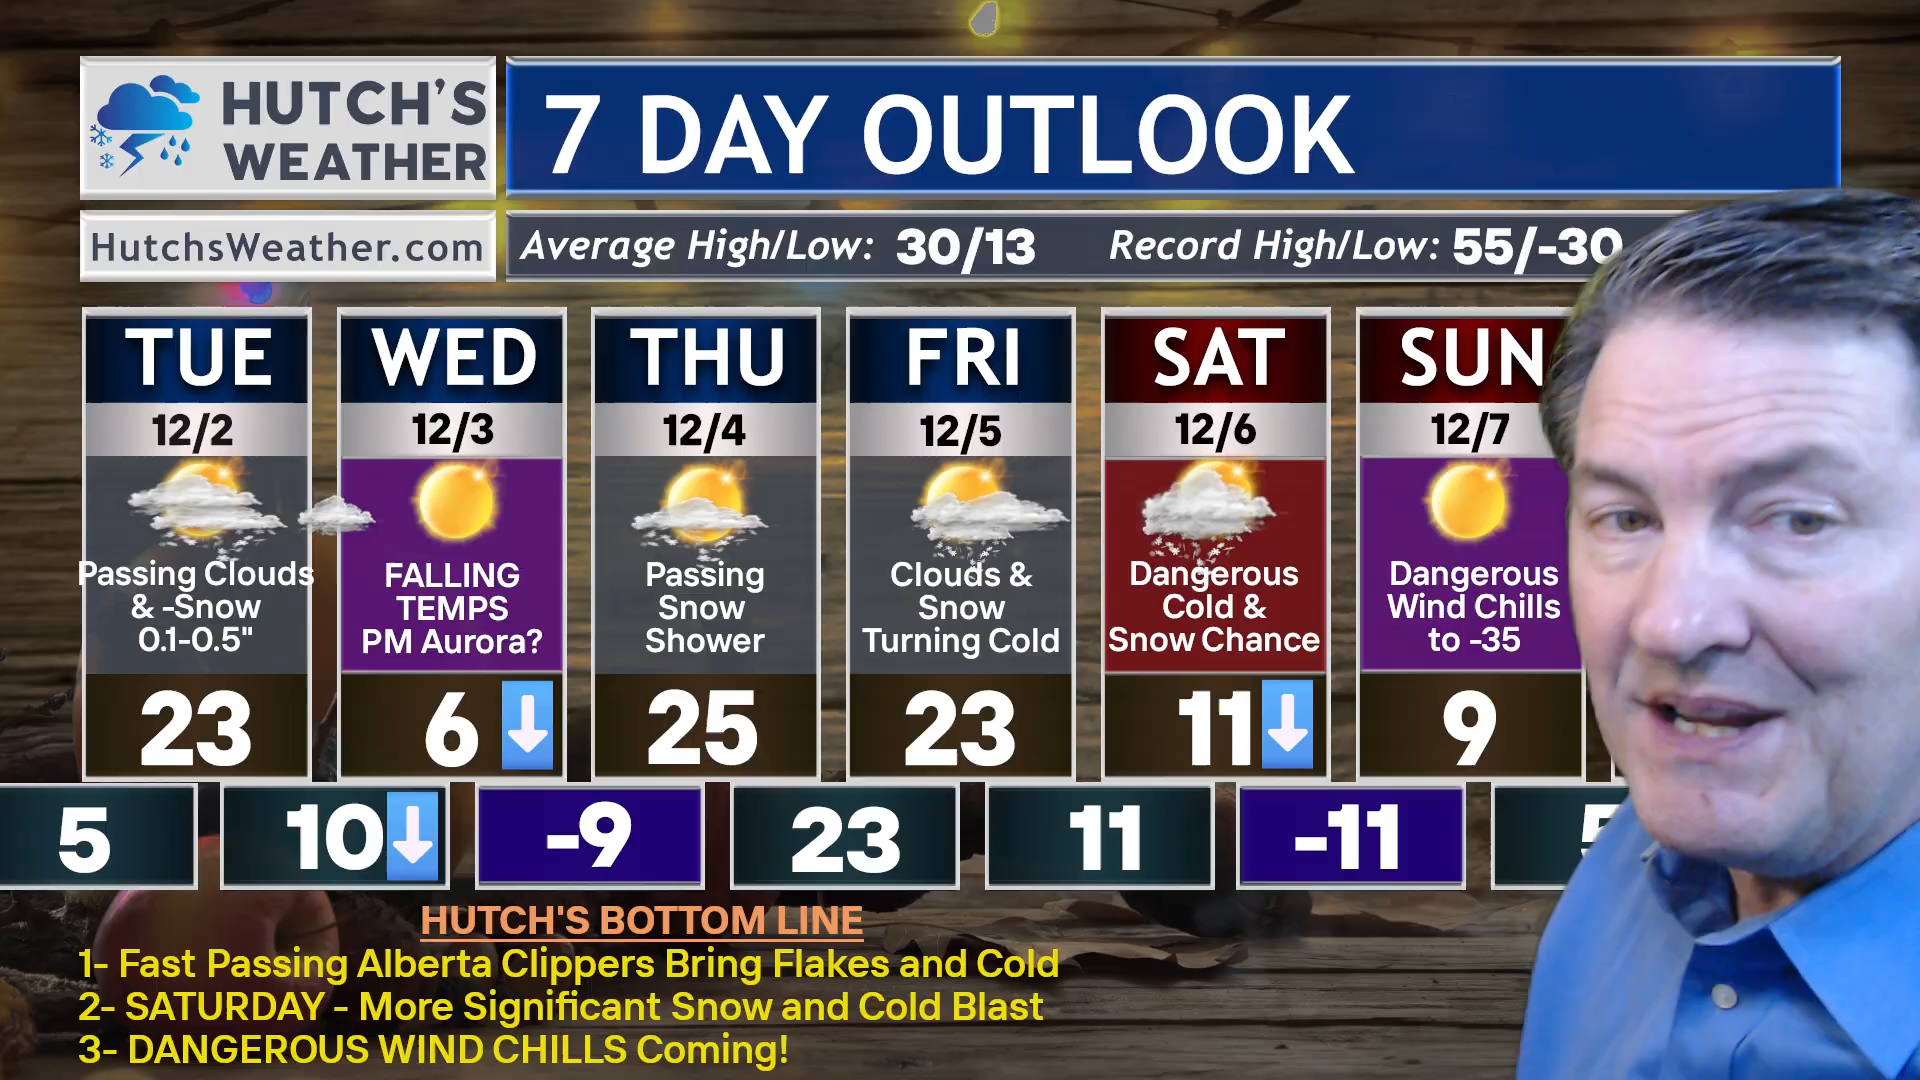 HUTCH'S
WEATHER
7 DAY OUTLOOK
HutchsWeather.com
Average High/Low: 30/13
Record High/Low: 55/-30
TUE
12/2
Passing Clouds
& -Snow
0.1-0.5"
23
WED
12/3
FALLING
TEMPS
PM Aurora?
6
THU
12/4
Passing
Snow
Shower
25
FRI
12/5
Clouds &
Snow
Turning Cold
23
SAT
12/6
Dangerous
Cold &
Snow Chance
11
SUN
12/7
Dangerous
Wind Chills
to -35
9
5
10
-9
23
11
-11
HUTCH'S BOTTOM LINE
1- Fast Passing Alberta Clippers Bring Flakes and Cold
2- SATURDAY - More Significant Snow and Cold Blast
3- DANGEROUS WIND CHILLS Coming!